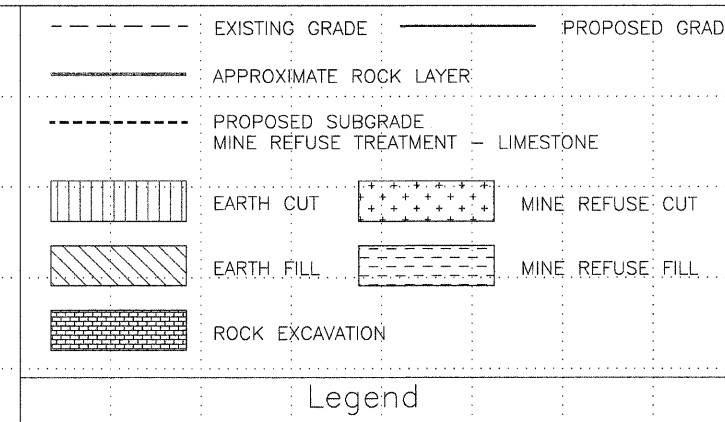 EXISTING GRADE PROPOSED GRAD
APPROXIMATE ROCK LAYER
PROPOSED SUBGRADE
MINE REFUSE TREATMENT – LIMESTONE
EARTH CUT MINE REFUSE CUT
EARTH FILL MINE REFUSE FILL
ROCK EXCAVATION
Legend